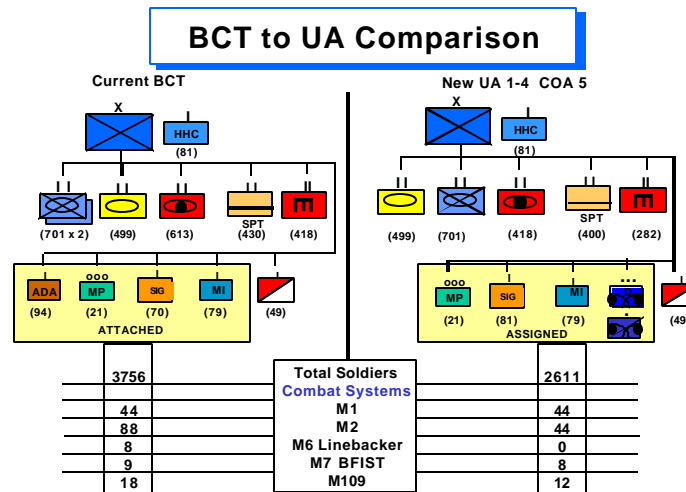 BCT to UA Comparison
Current BCT
X
I
HHC
(81)
II II II II II
(701 x 2) (499) (613) SPT (430) (418)
ooo I I I
ADA MP SIG MI
(94) (21) (70) (79) (49)
ATTACHED
New UA 1-4 COA 5
X
I
HHC
(81)
II II II II II
(499) (701) (418) SPT (400) (282)
ooo I I ...
MP SIG MI
(21) (81) (79) (49
ASSIGNED
3756 Total Soldiers 2611
Combat Systems
44 M1 44
88 M2 44
8 M6 Linebacker 0
9 M7 BFIST 8
18 M109 12